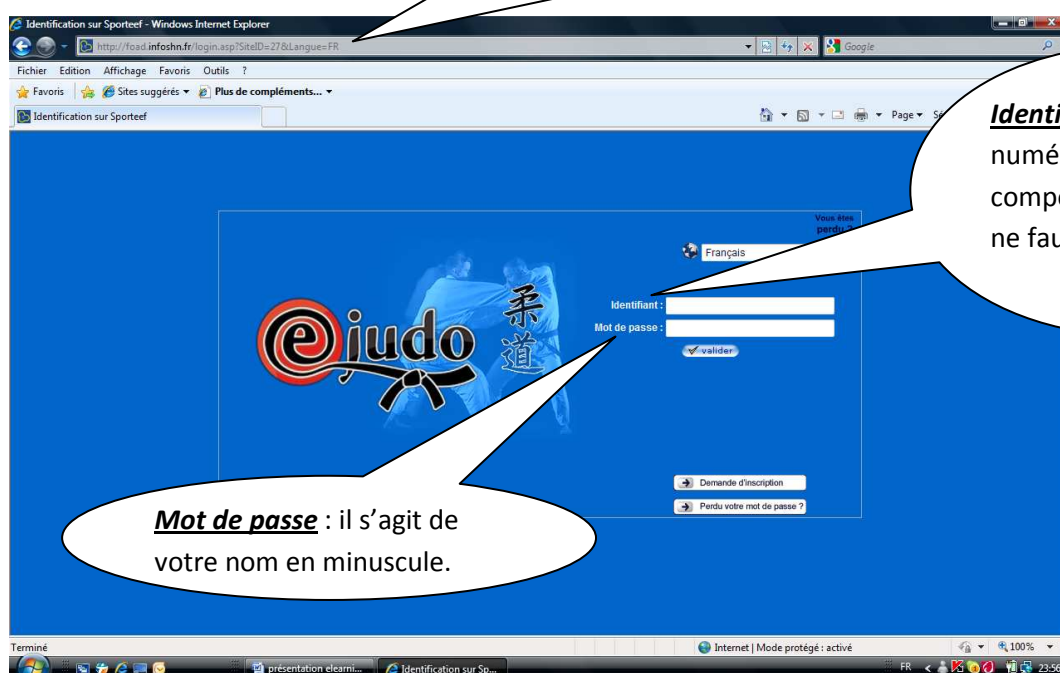 Identification sur Sporteef - Windows Internet Explorer
http://foad.infoshn.fr/login.asp?SiteID=27&Langue=FR
Google
Fichier Edition Affichage Favoris Outils ?
Favoris Sites suggérés Plus de compléments...
Identification sur Sporteef
Page
Identi
numé
comp
ne fau
Vous êtes
perdu ?
Français
Identifiant :
Mot de passe :
valider
ejudo
柔道
Demande d'inscription
Perdu votre mot de passe ?
Mot de passe : il s'agit de
votre nom en minuscule.
Terminé
Internet | Mode protégé : activé
100%
présentation elearni...
Identification sur Sp...
FR
23:56